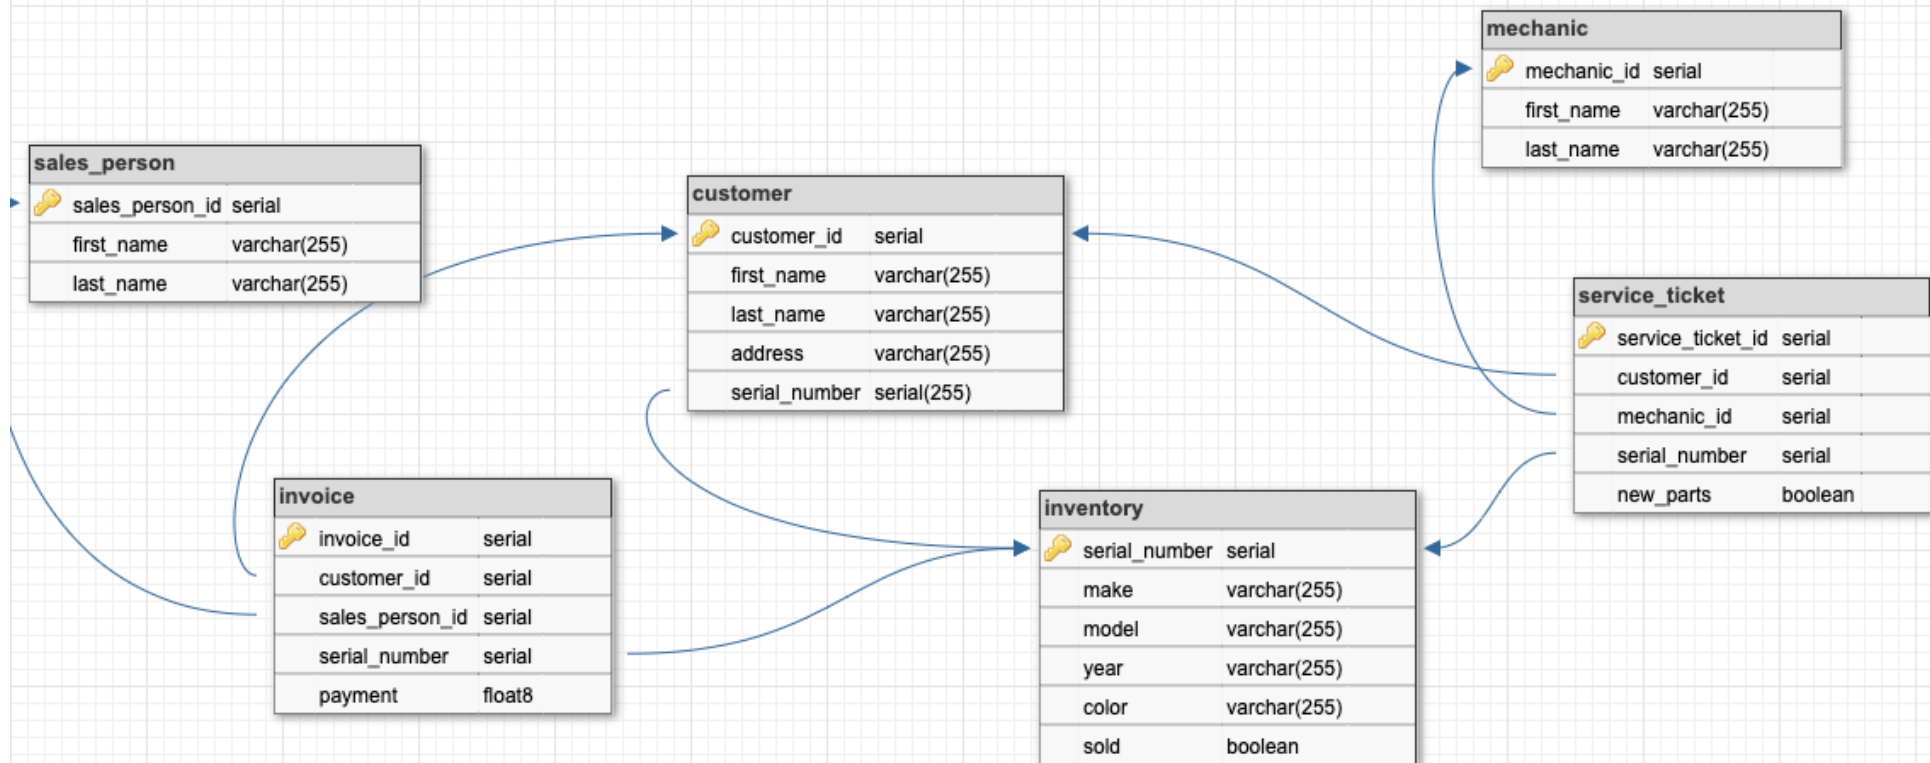 mechanic
mechanic_id serial
first_name varchar(255)
last_name varchar(255)
sales_person
sales_person_id serial
first_name varchar(255)
last_name varchar(255)
customer
customer_id serial
first_name varchar(255)
last_name varchar(255)
address varchar(255)
serial_number serial(255)
service_ticket
service_ticket_id serial
customer_id serial
mechanic_id serial
serial_number serial
new_parts boolean
invoice
invoice_id serial
customer_id serial
sales_person_id serial
serial_number serial
payment float8
inventory
serial_number serial
make varchar(255)
model varchar(255)
year varchar(255)
color varchar(255)
sold boolean